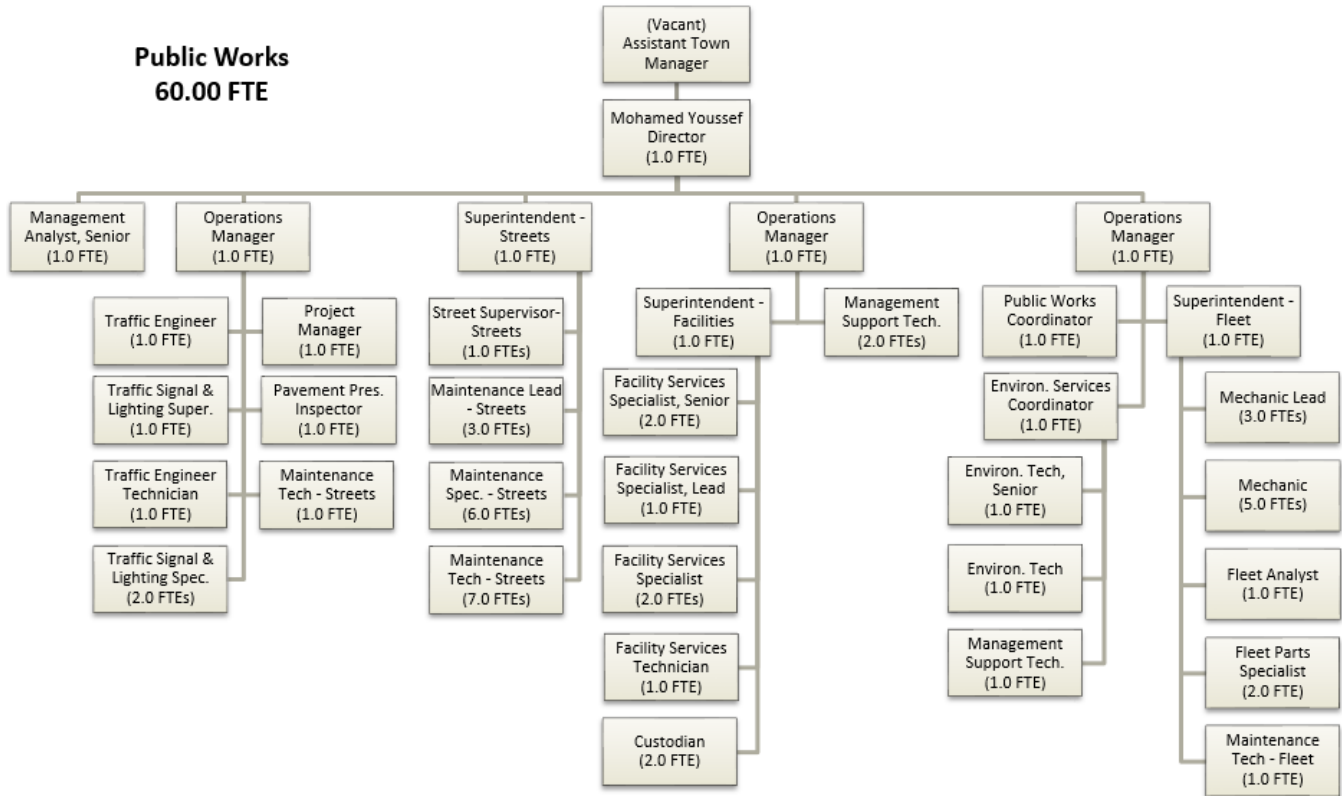 Public Works
60.00 FTE
(Vacant)
Assistant Town
Manager
Mohamed Youssef
Director
(1.0 FTE)
Management
Analyst, Senior
(1.0 FTE)
Operations
Manager
(1.0 FTE)
Superintendent -
Streets
(1.0 FTE)
Operations
Manager
(1.0 FTE)
Operations
Manager
(1.0 FTE)
Traffic Engineer
(1.0 FTE)
Project
Manager
(1.0 FTE)
Traffic Signal &
Lighting Super.
(1.0 FTE)
Pavement Pres.
Inspector
(1.0 FTE)
Traffic Engineer
Technician
(1.0 FTE)
Maintenance
Tech - Streets
(1.0 FTE)
Traffic Signal &
Lighting Spec.
(2.0 FTEs)
Street Supervisor-
Streets
(1.0 FTEs)
Maintenance Lead
- Streets
(3.0 FTEs)
Maintenance
Spec. - Streets
(6.0 FTEs)
Maintenance
Tech - Streets
(7.0 FTEs)
Superintendent -
Facilities
(1.0 FTE)
Management
Support Tech.
(2.0 FTEs)
Facility Services
Specialist, Senior
(2.0 FTE)
Facility Services
Specialist, Lead
(1.0 FTE)
Facility Services
Specialist
(2.0 FTEs)
Facility Services
Technician
(1.0 FTE)
Custodian
(2.0 FTE)
Public Works
Coordinator
(1.0 FTE)
Superintendent -
Fleet
(1.0 FTE)
Environ. Services
Coordinator
(1.0 FTE)
Environ. Tech,
Senior
(1.0 FTE)
Environ. Tech
(1.0 FTE)
Management
Support Tech.
(1.0 FTE)
Mechanic Lead
(3.0 FTEs)
Mechanic
(5.0 FTEs)
Fleet Analyst
(1.0 FTE)
Fleet Parts
Specialist
(2.0 FTE)
Maintenance
Tech - Fleet
(1.0 FTE)